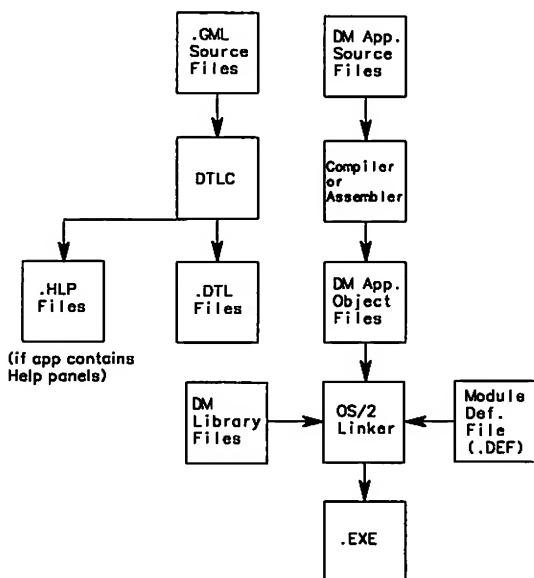 .GML
Source
Files
DM App.
Source
Files
DTLC
Compiler
or
Assembler
.HLP
Files
.DTL
Files
DM App.
Object
Files
(if app contains
Help panels)
DM
Library
Files
OS/2
Linker
Module
Def.
File
(.DEF)
.EXE